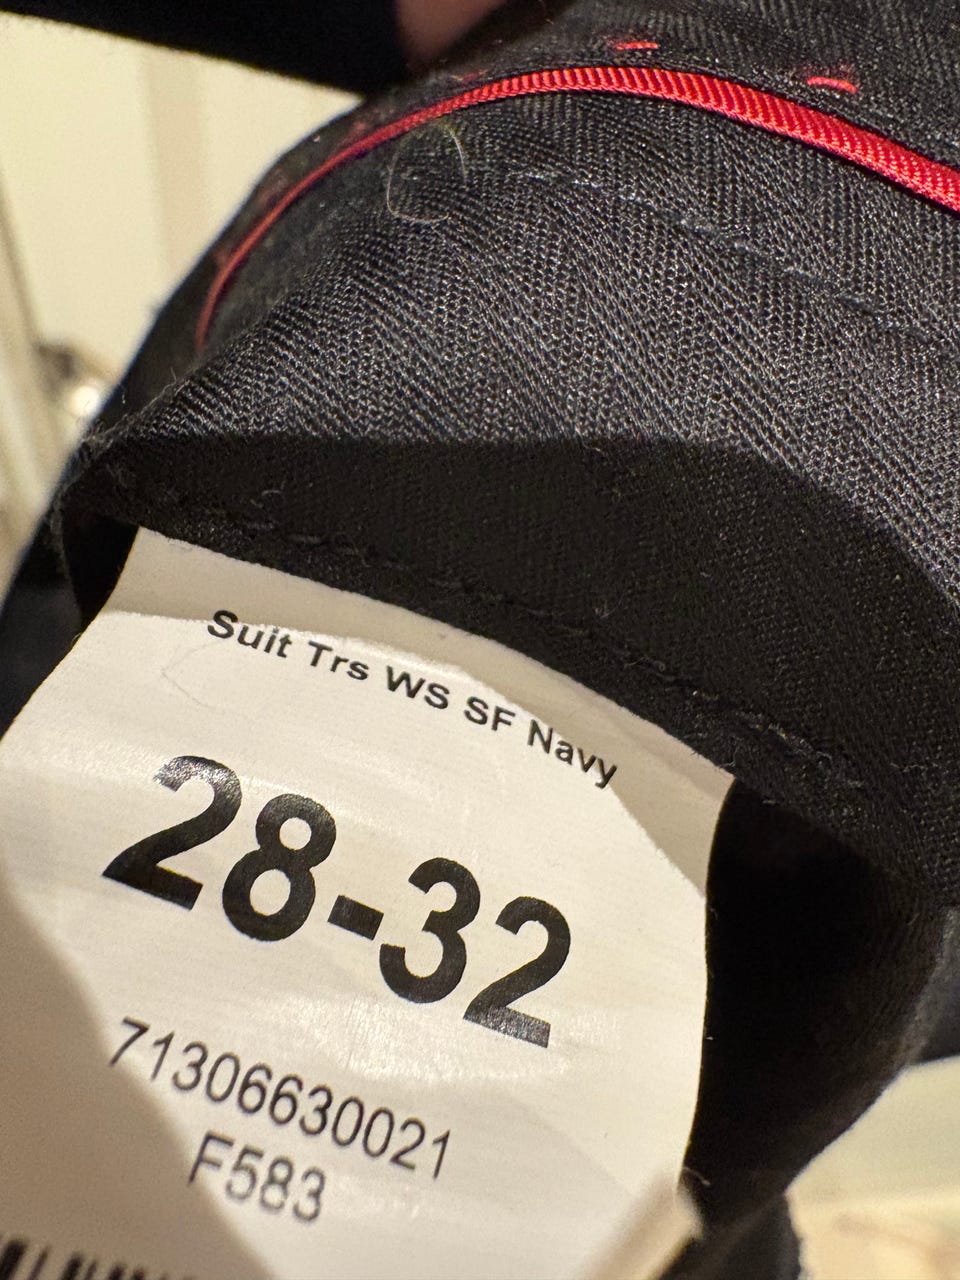 Suit Trs WS SF Navy
28-32
71306630021
F583